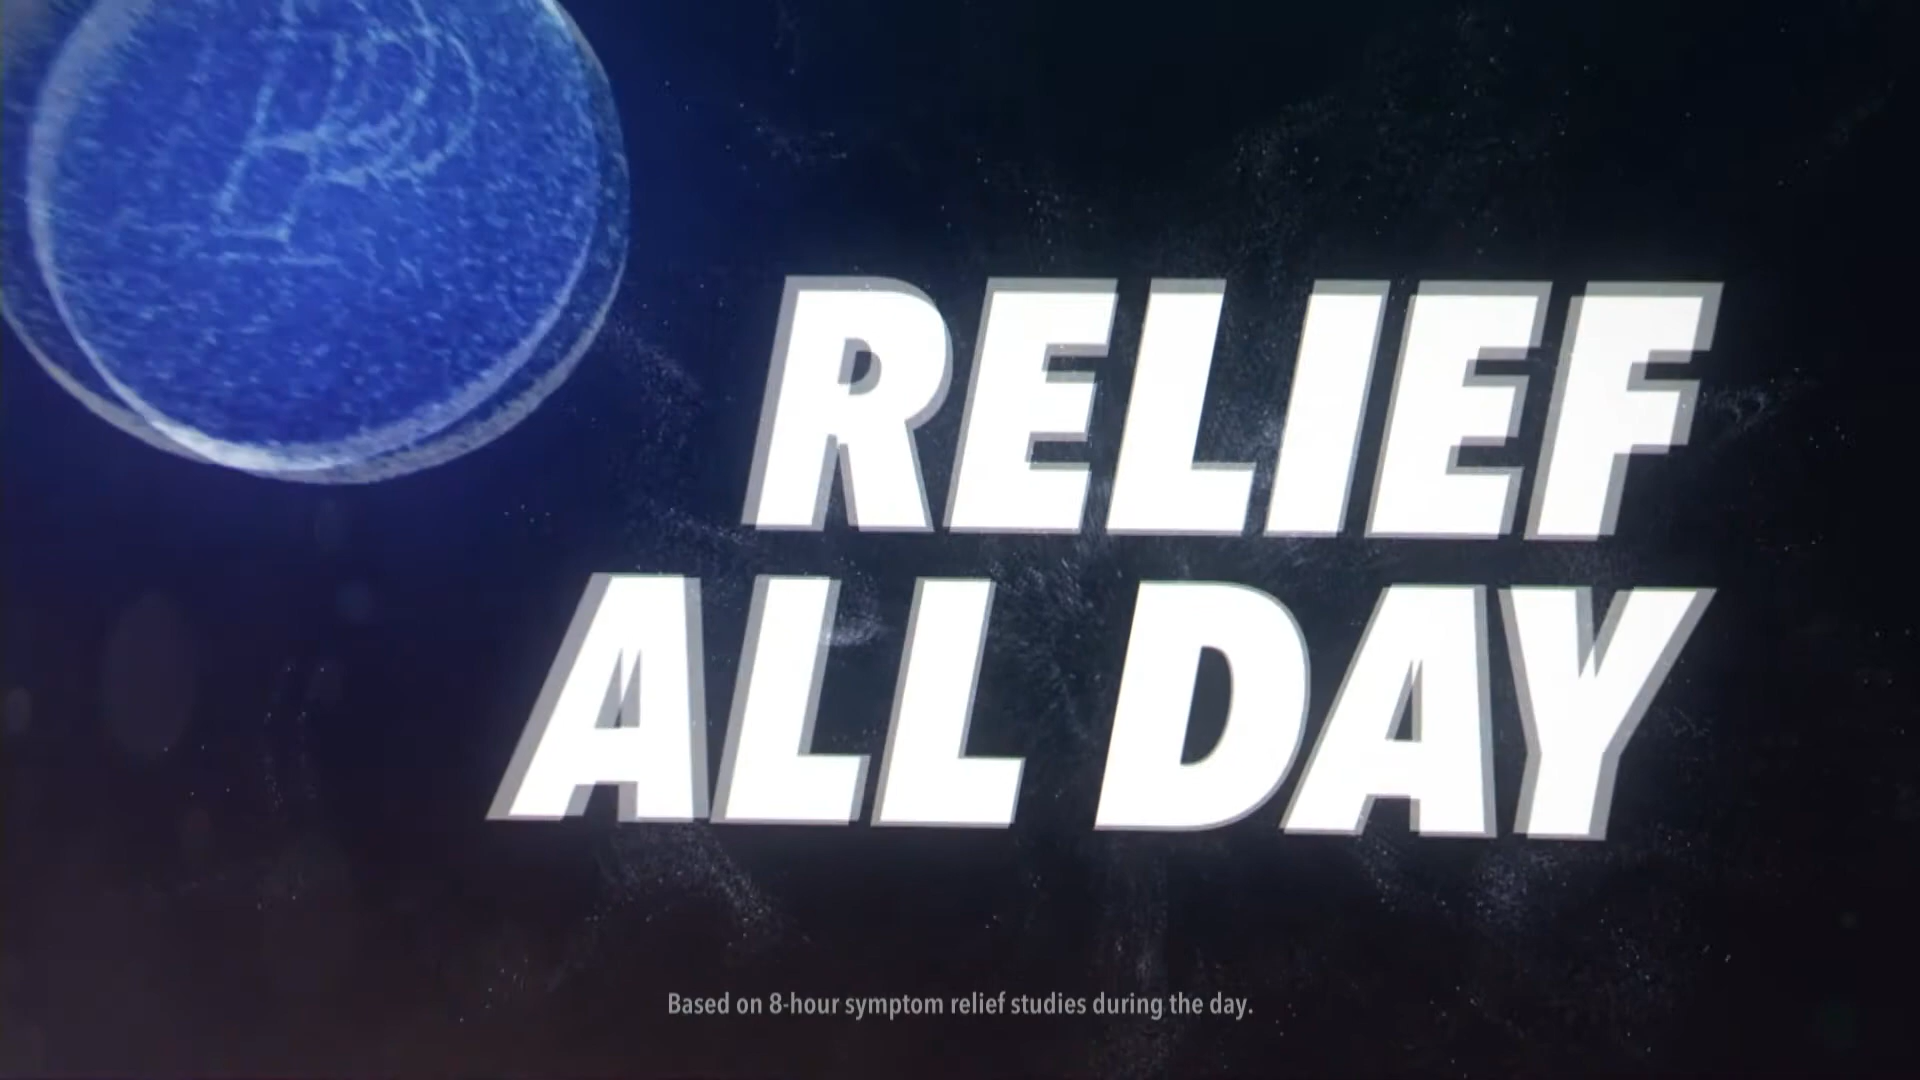 RELIEF
ALL DAY
Based on 8-hour symptom relief studies during the day.